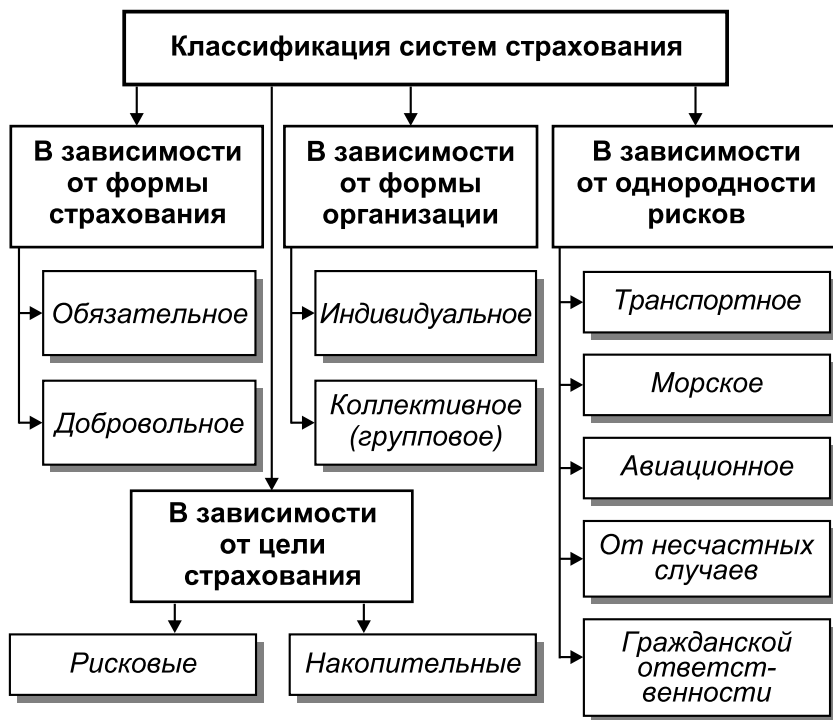 Классификация систем страхования
В зависимости
от формы
страхования
Обязательное
Добровольное
В зависимости
от формы
организации
Индивидуальное
Коллективное
(групповое)
В зависимости
от однородности
рисков
Транспортное
Морское
Авиационное
От несчастных
случаев
Гражданской
ответст-
венности
В зависимости
от цели
страхования
Рисковые
Накопительные